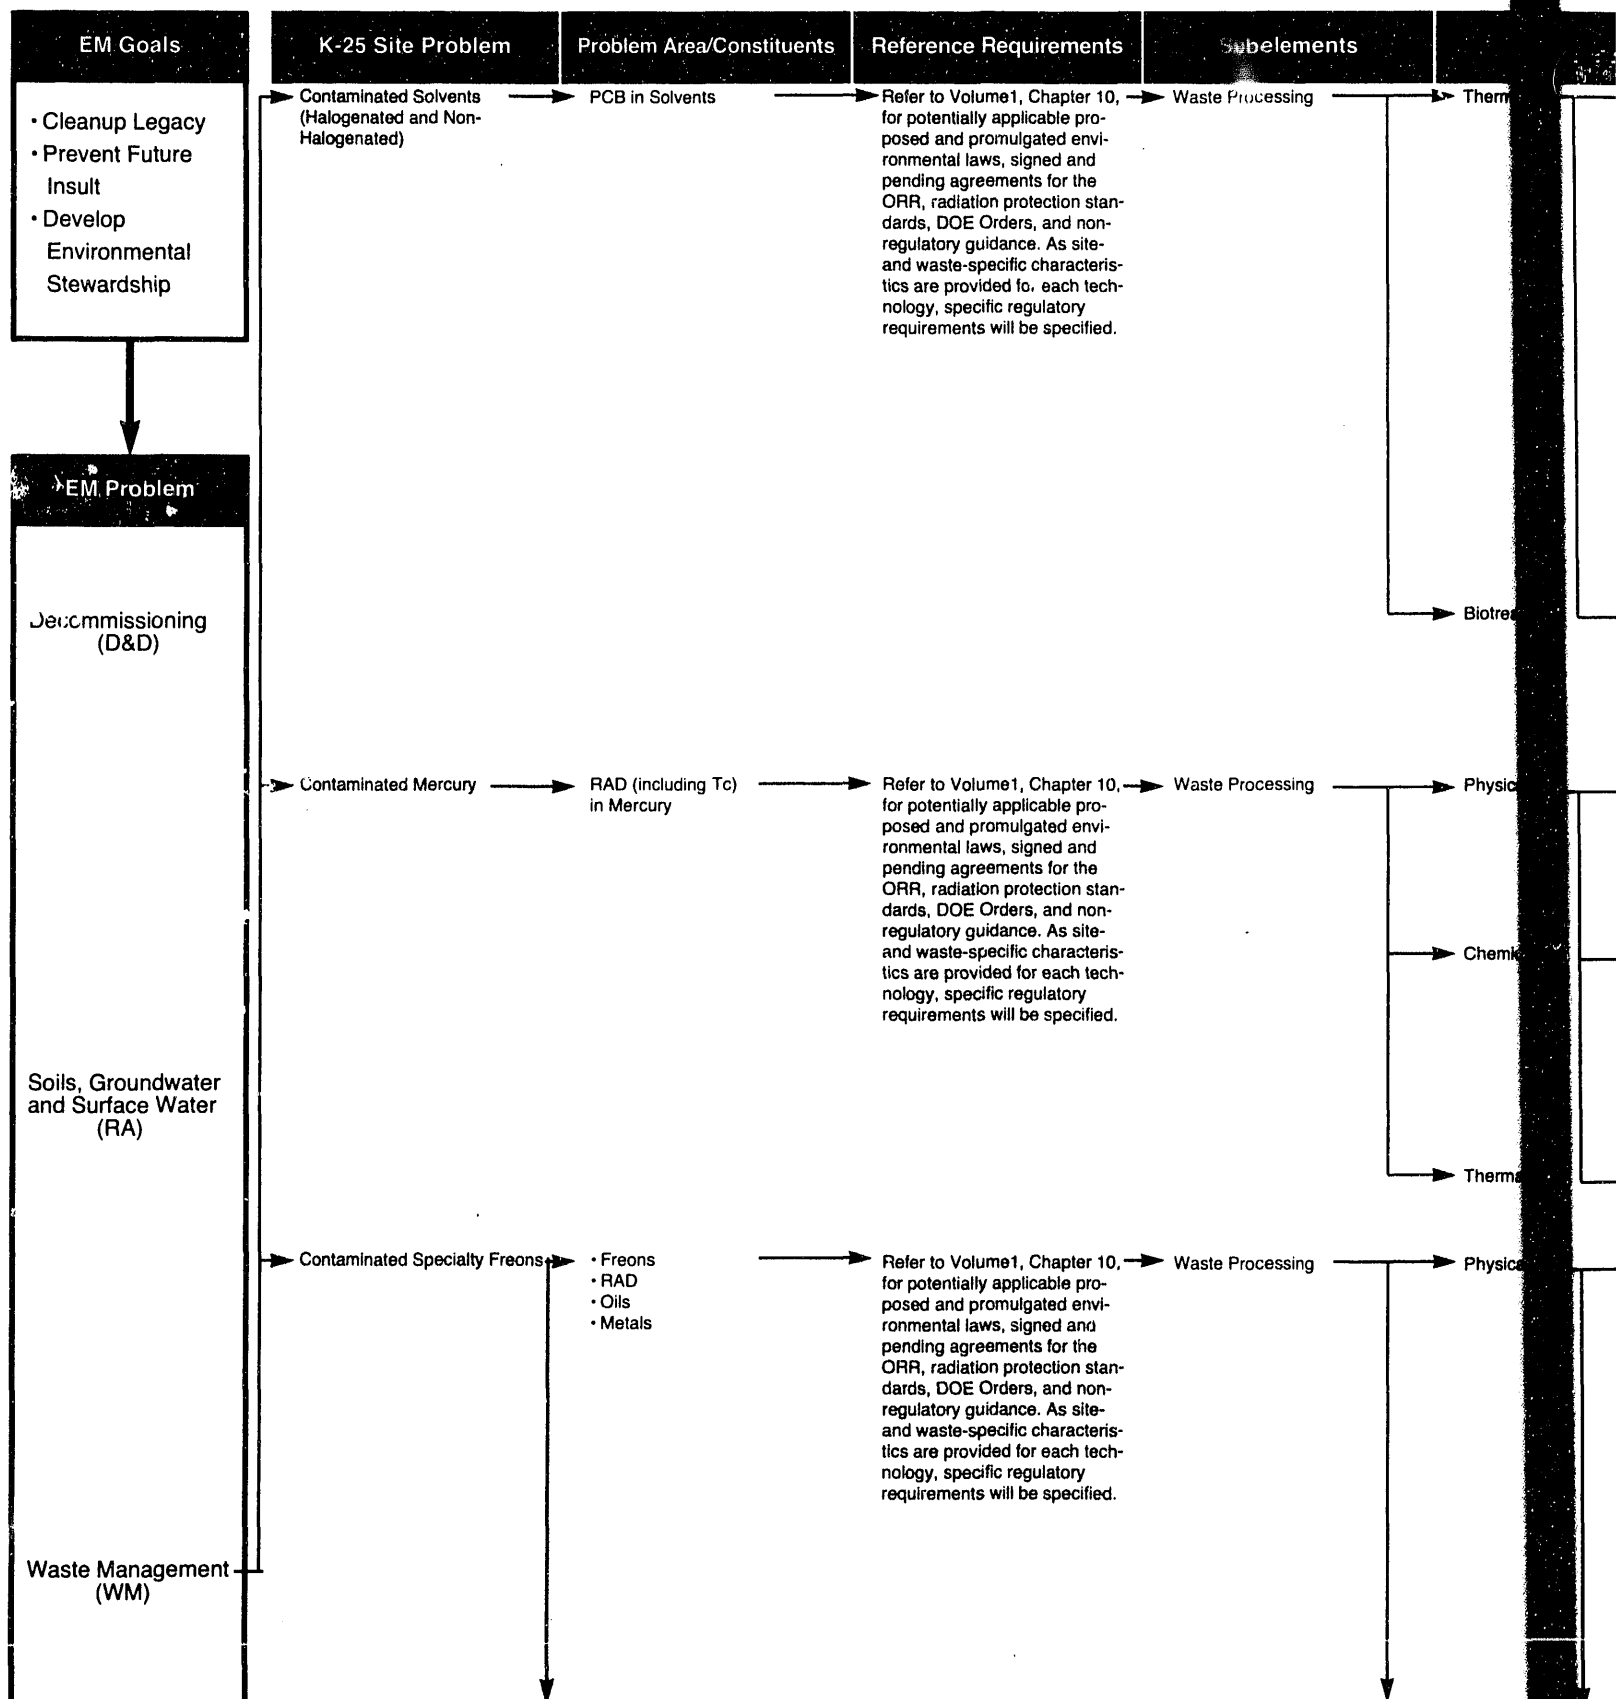 EM Goals
• Cleanup Legacy
• Prevent Future
Insult
• Develop
Environmental
Stewardship
EM Problem
Decommissioning
(D&D)
Soils, Groundwater
and Surface Water
(RA)
Waste Management
(WM)
K-25 Site Problem
Problem Area/Constituents
Reference Requirements
Subelements
Contaminated Solvents
(Halogenated and Non-
Halogenated)
PCB in Solvents
Refer to Volume1, Chapter 10,
for potentially applicable pro-
posed and promulgated envi-
ronmental laws, signed and
pending agreements for the
ORR, radiation protection stan-
dards, DOE Orders, and non-
regulatory guidance. As site-
and waste-specific characteris-
tics are provided for each tech-
nology, specific regulatory
requirements will be specified.
Waste Processing
Contaminated Mercury
RAD (including Tc)
in Mercury
Refer to Volume1, Chapter 10,
for potentially applicable pro-
posed and promulgated envi-
ronmental laws, signed and
pending agreements for the
ORR, radiation protection stan-
dards, DOE Orders, and non-
regulatory guidance. As site-
and waste-specific characteris-
tics are provided for each tech-
nology, specific regulatory
requirements will be specified.
Waste Processing
Contaminated Specialty Freons
• Freons
• RAD
• Oils
• Metals
Refer to Volume1, Chapter 10,
for potentially applicable pro-
posed and promulgated envi-
ronmental laws, signed and
pending agreements for the
ORR, radiation protection stan-
dards, DOE Orders, and non-
regulatory guidance. As site-
and waste-specific characteris-
tics are provided for each tech-
nology, specific regulatory
requirements will be specified.
Waste Processing